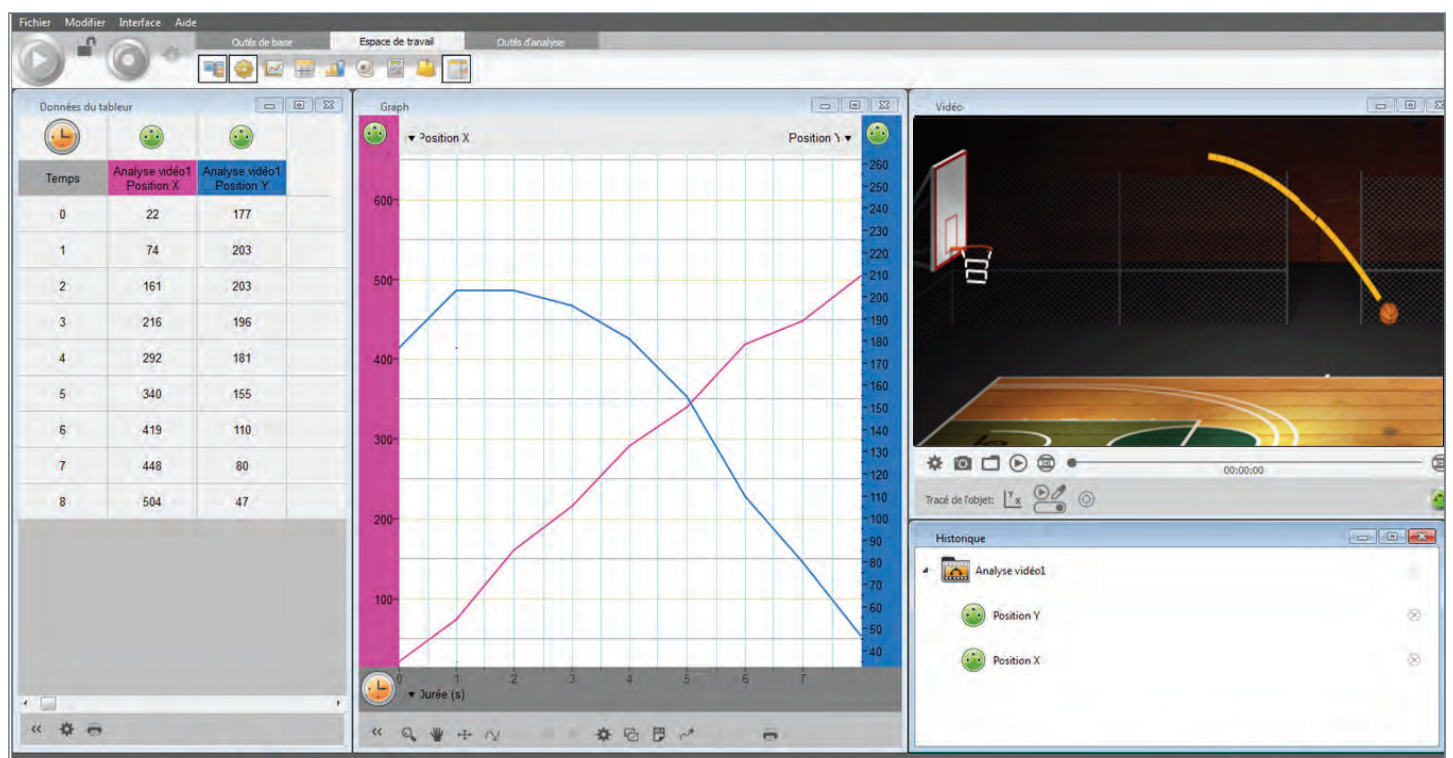 Fichier Modifier Interface Aide
Outils de base Espace de travail Outils d'analyse
Données du tableur
Temps Analyse vidéo1 Position X Analyse vidéo1 Position Y
0 22 177
1 74 203
2 161 203
3 216 196
4 292 181
5 340 155
6 419 110
7 448 80
8 504 47
Graph
Position X
Position Y
600
500
400
300
200
100
260
250
240
230
220
210
200
190
180
170
160
150
140
130
120
110
100
90
80
70
60
50
40
0 1 2 3 4 5 6 7
Durée (s)
Vidéo
00:00:00
Tracé de l'objet: Y X
Historique
Analyse vidéo1
Position Y
Position X